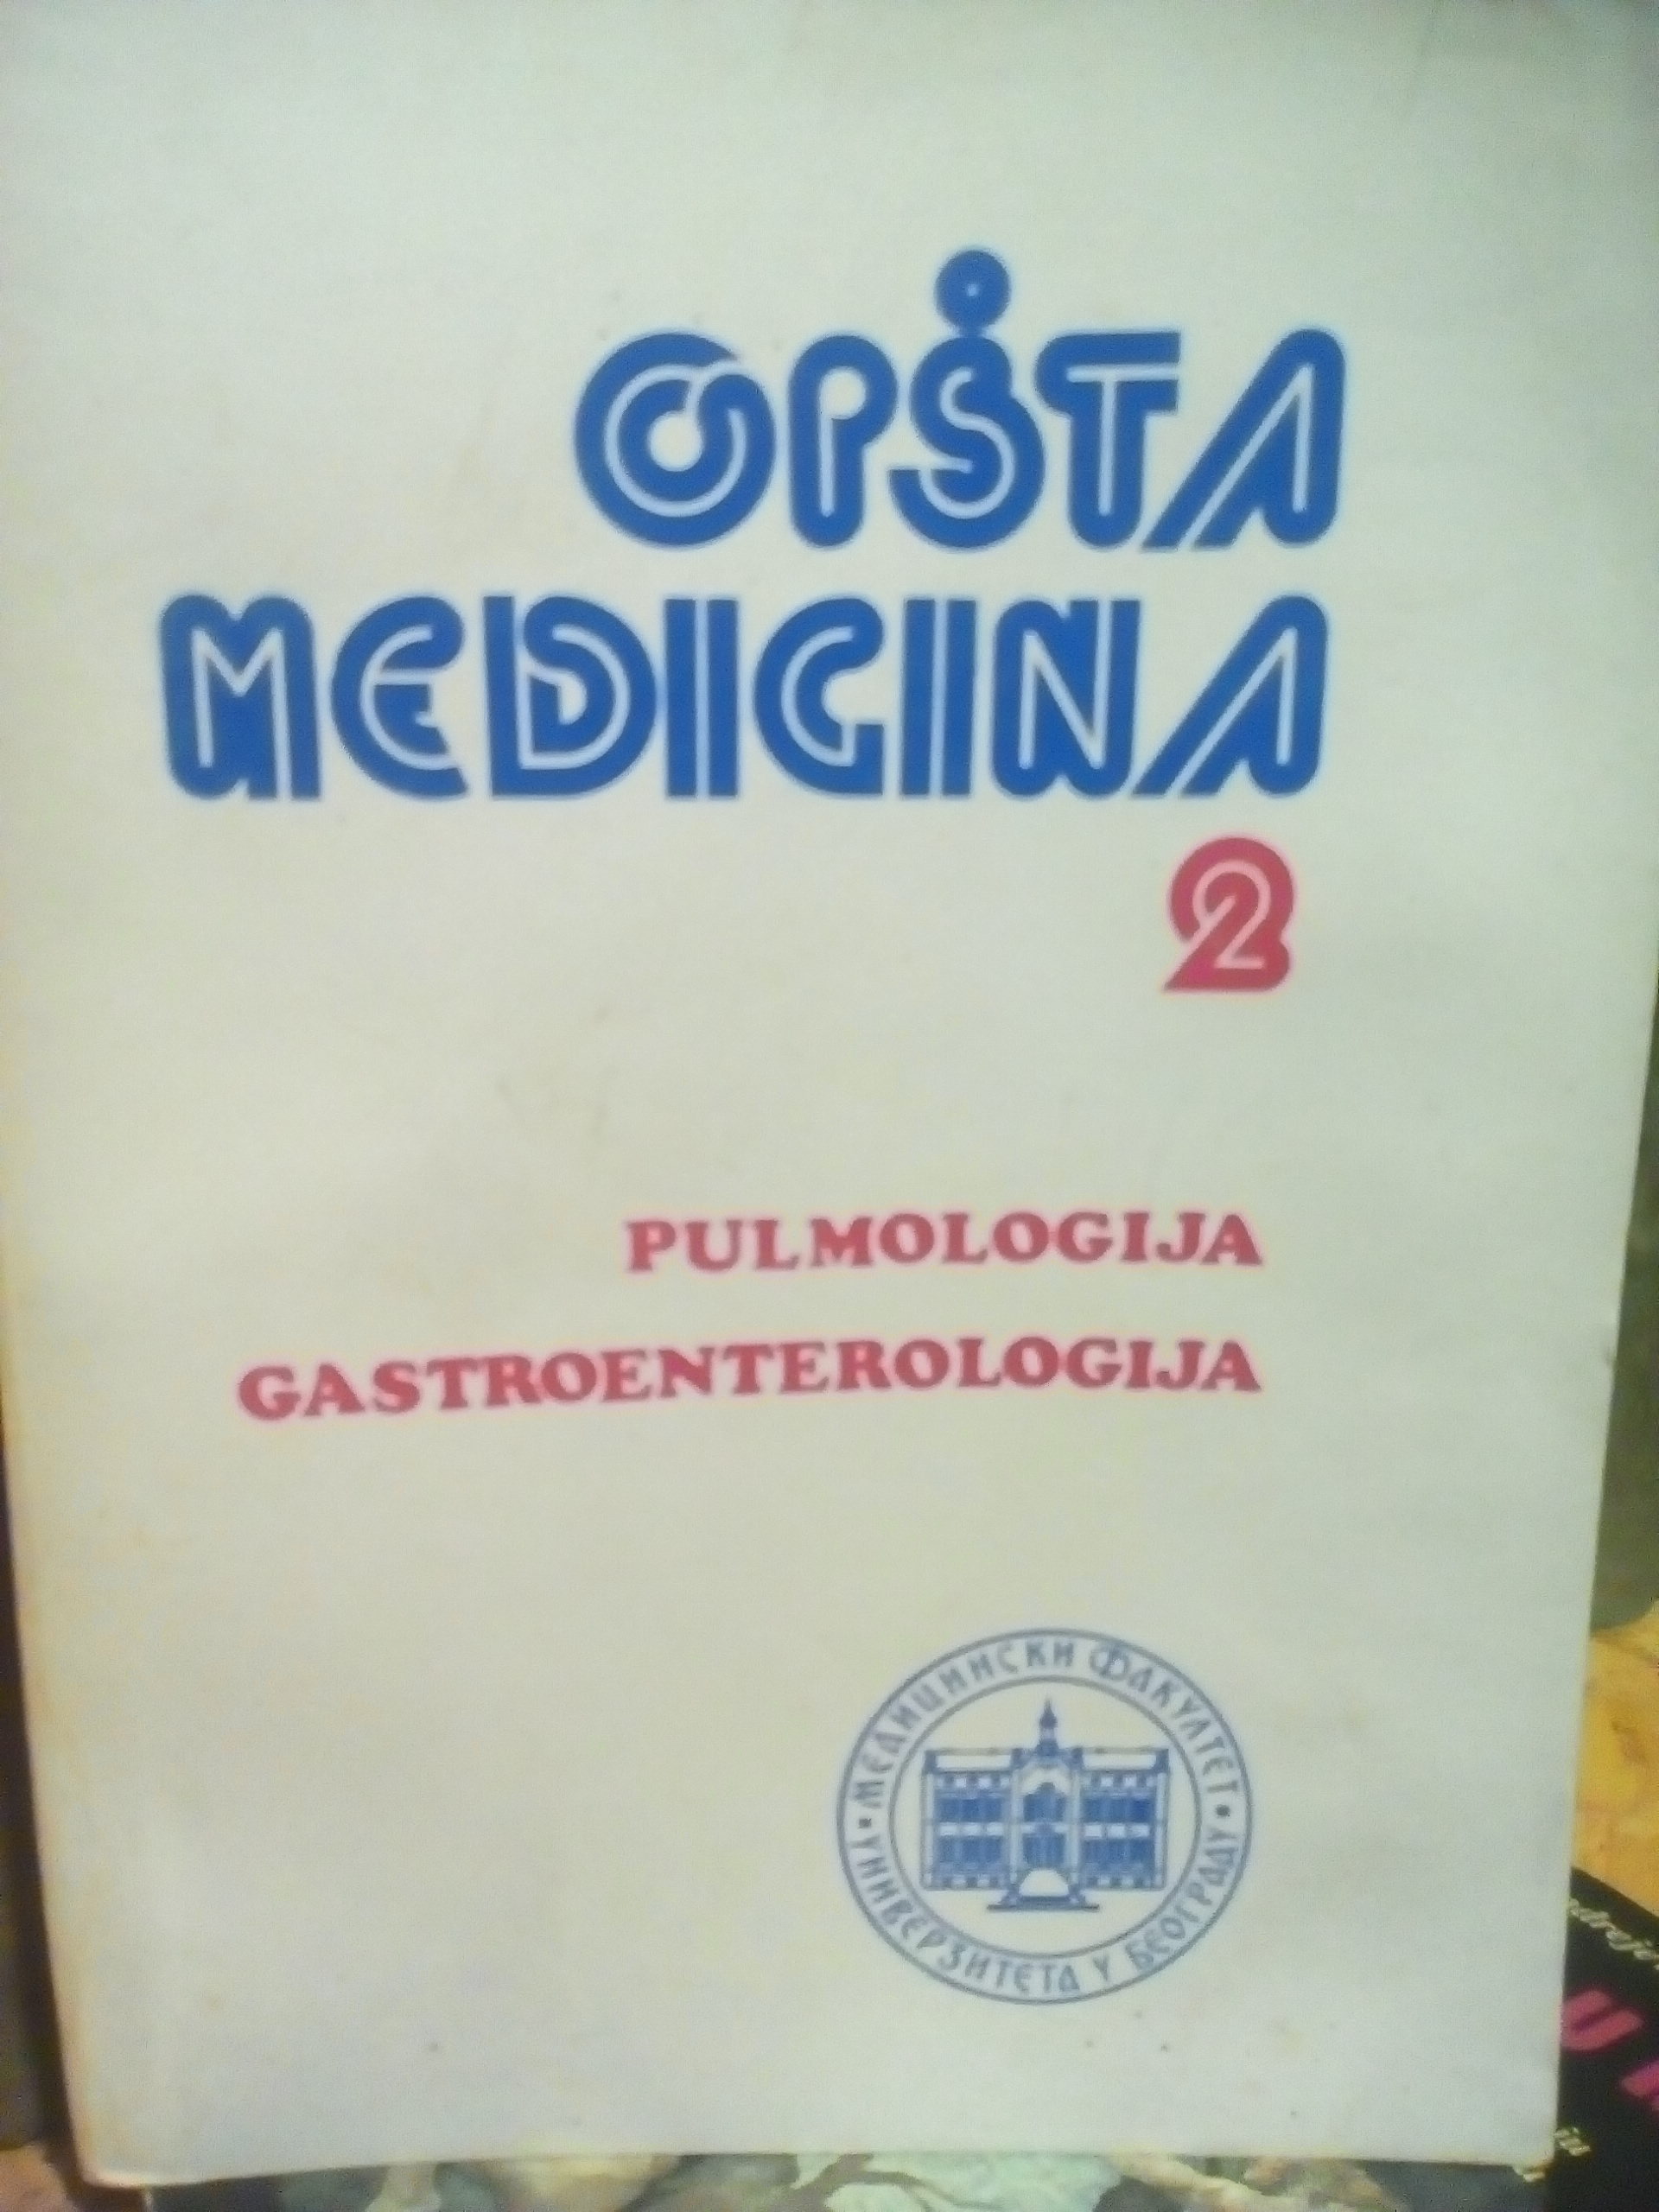 OPŠTA
MEDICINA
2
PULMOLOGIJA
GASTROENTEROLOGIJA
МЕДИЦИНСКИ ФАКУЛТЕТ
УНИВЕРЗИТЕТА У БЕОГРАДУ